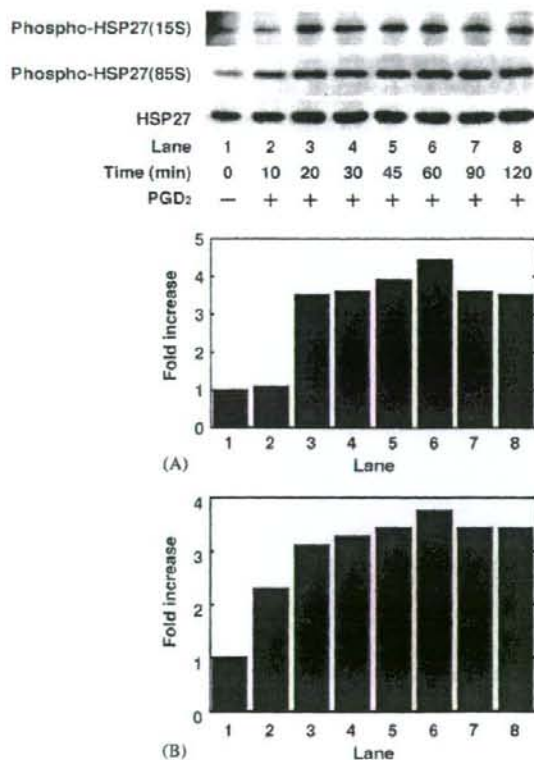 Phospho-HSP27(15S)
Phospho-HSP27(85S)
HSP27
Lane 1 2 3 4 5 6 7 8
Time (min) 0 10 20 30 45 60 90 120
PGD₂ − + + + + + + +
5
4
3
2
1
0
Fold increase
1 2 3 4 5 6 7 8
(A) Lane
4
3
2
1
0
Fold increase
1 2 3 4 5 6 7 8
(B) Lane